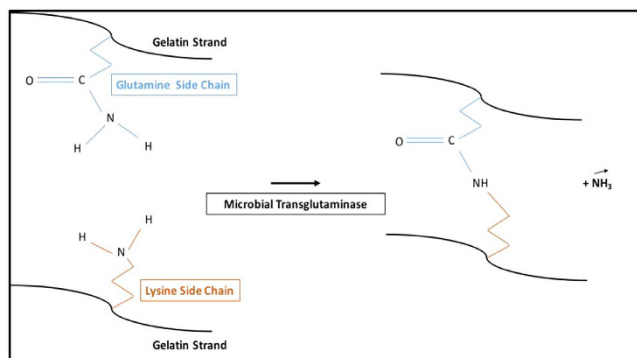 Gelatin Strand
O
C
Glutamine Side Chain
N
H
H
Microbial Transglutaminase
H
H
N
Lysine Side Chain
Gelatin Strand
O
C
NH
+ NH₃